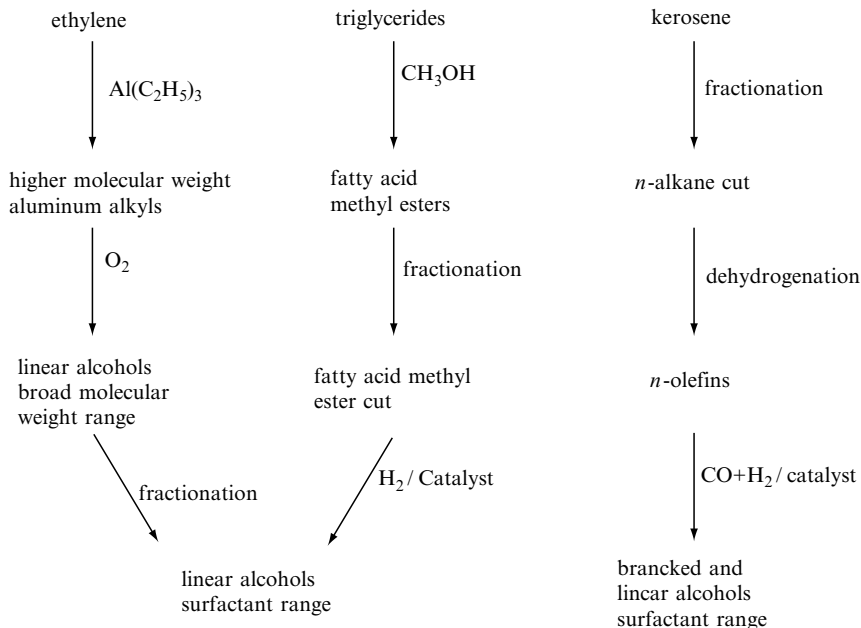 ethylene
Al(C₂H₅)₃
higher molecular weight
aluminum alkyls
O₂
linear alcohols
broad molecular
weight range
fractionation
triglycerides
CH₃OH
fatty acid
methyl esters
fractionation
fatty acid methyl
ester cut
H₂ / Catalyst
linear alcohols
surfactant range
kerosene
fractionation
n-alkane cut
dehydrogenation
n-olefins
CO+H₂ / catalyst
brancked and
lincar alcohols
surfactant range